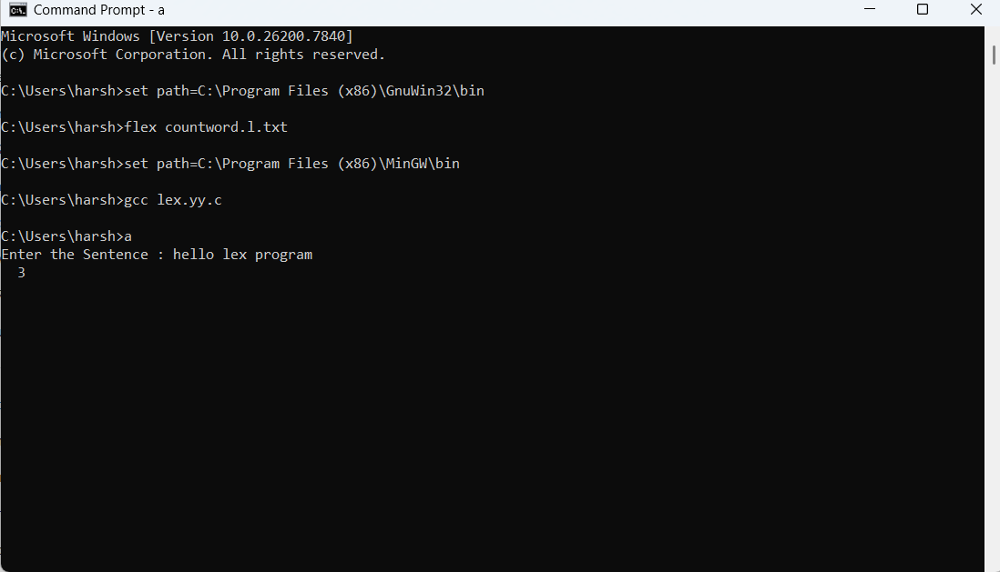 Command Prompt - a
Microsoft Windows [Version 10.0.26200.7840]
(c) Microsoft Corporation. All rights reserved.
C:\Users\harsh>set path=C:\Program Files (x86)\GnuWin32\bin
C:\Users\harsh>flex countword.l.txt
C:\Users\harsh>set path=C:\Program Files (x86)\MinGW\bin
C:\Users\harsh>gcc lex.yy.c
C:\Users\harsh>a
Enter the Sentence : hello lex program
  3